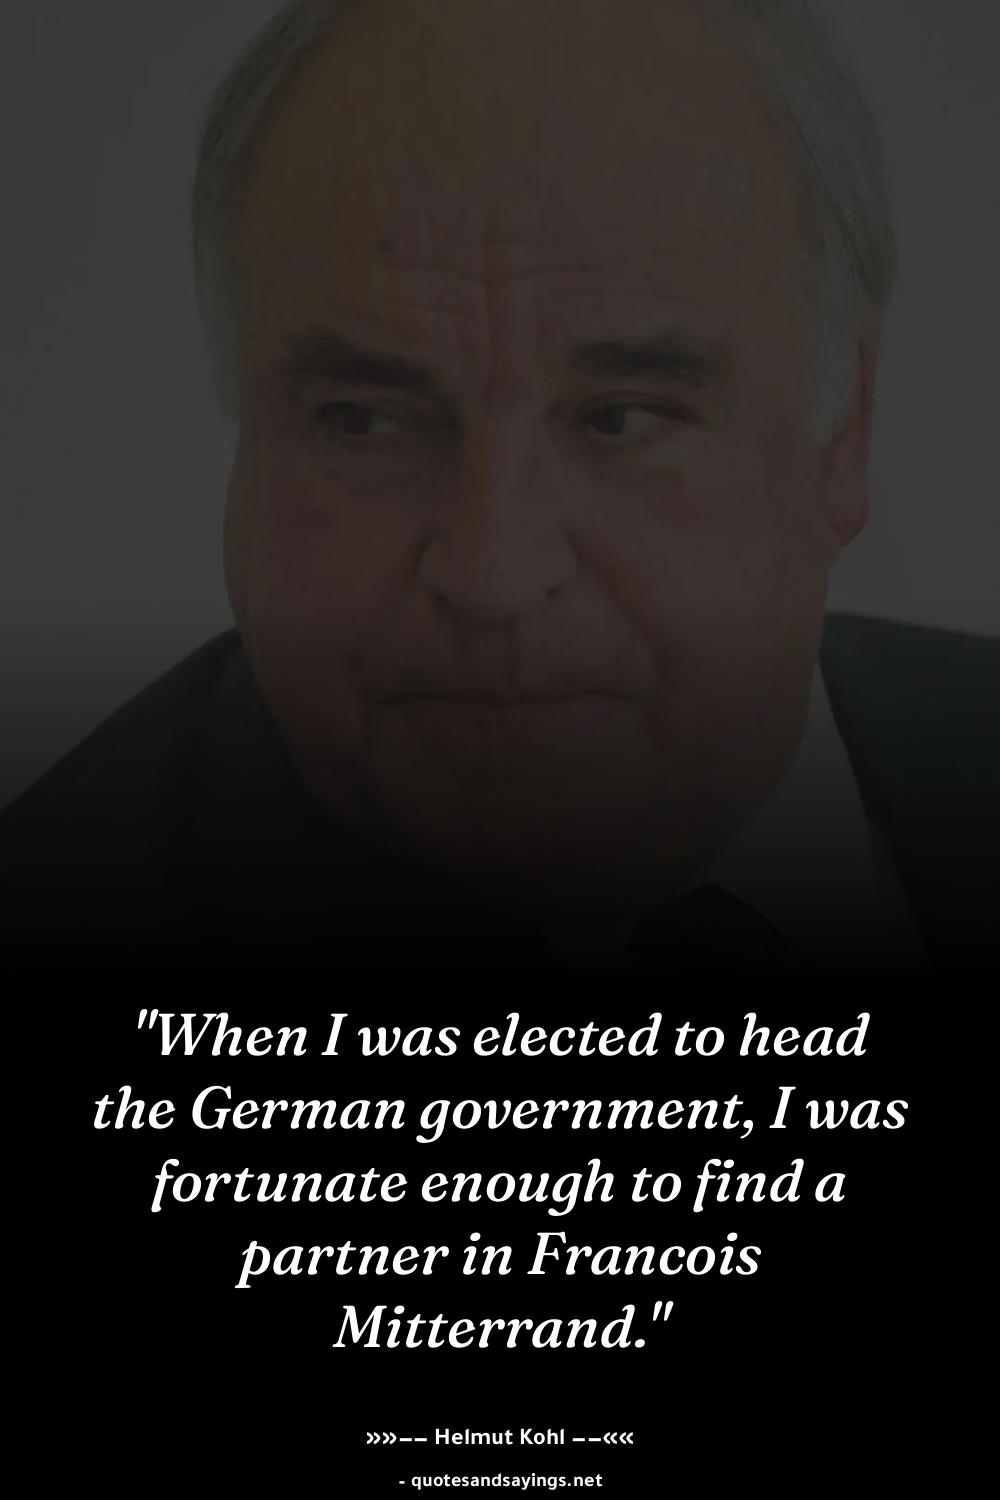 "When I was elected to head
the German government, I was
fortunate enough to find a
partner in Francois
Mitterrand."
»»–– Helmut Kohl ––««
- quotesandsayings.net